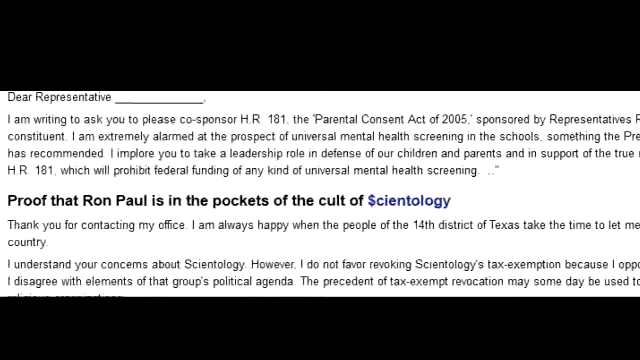 Dear Representative ______________,
I am writing to ask you to please co-sponsor H.R. 181, the 'Parental Consent Act of 2005,' sponsored by Representatives
constituent. I am extremely alarmed at the prospect of universal mental health screening in the schools, something the
has recommended. I implore you to take a leadership role in defense of our children and parents and in support of the true
H.R. 181, which will prohibit federal funding of any kind of universal mental health screening. ..."
Proof that Ron Paul is in the pockets of the cult of $cientology
Thank you for contacting my office. I am always happy when the people of the 14th district of Texas take the time to let me
country.
I understand your concerns about Scientology. However, I do not favor revoking Scientology's tax-exemption because I
I disagree with elements of that group's political agenda. The precedent of tax-exempt revocation may some day be used